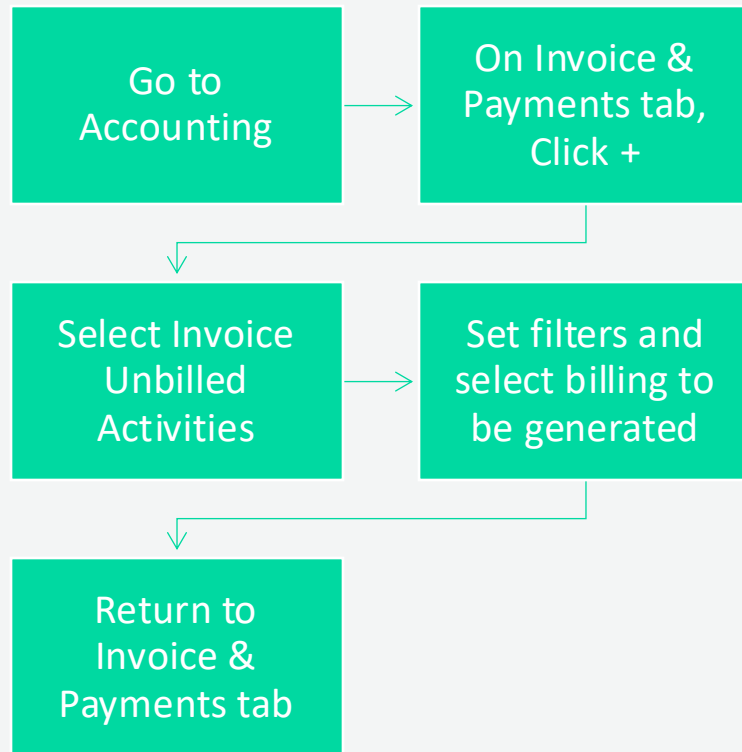 Go to
Accounting
On Invoice &
Payments tab,
Click +
Select Invoice
Unbilled
Activities
Set filters and
select billing to
be generated
Return to
Invoice &
Payments tab